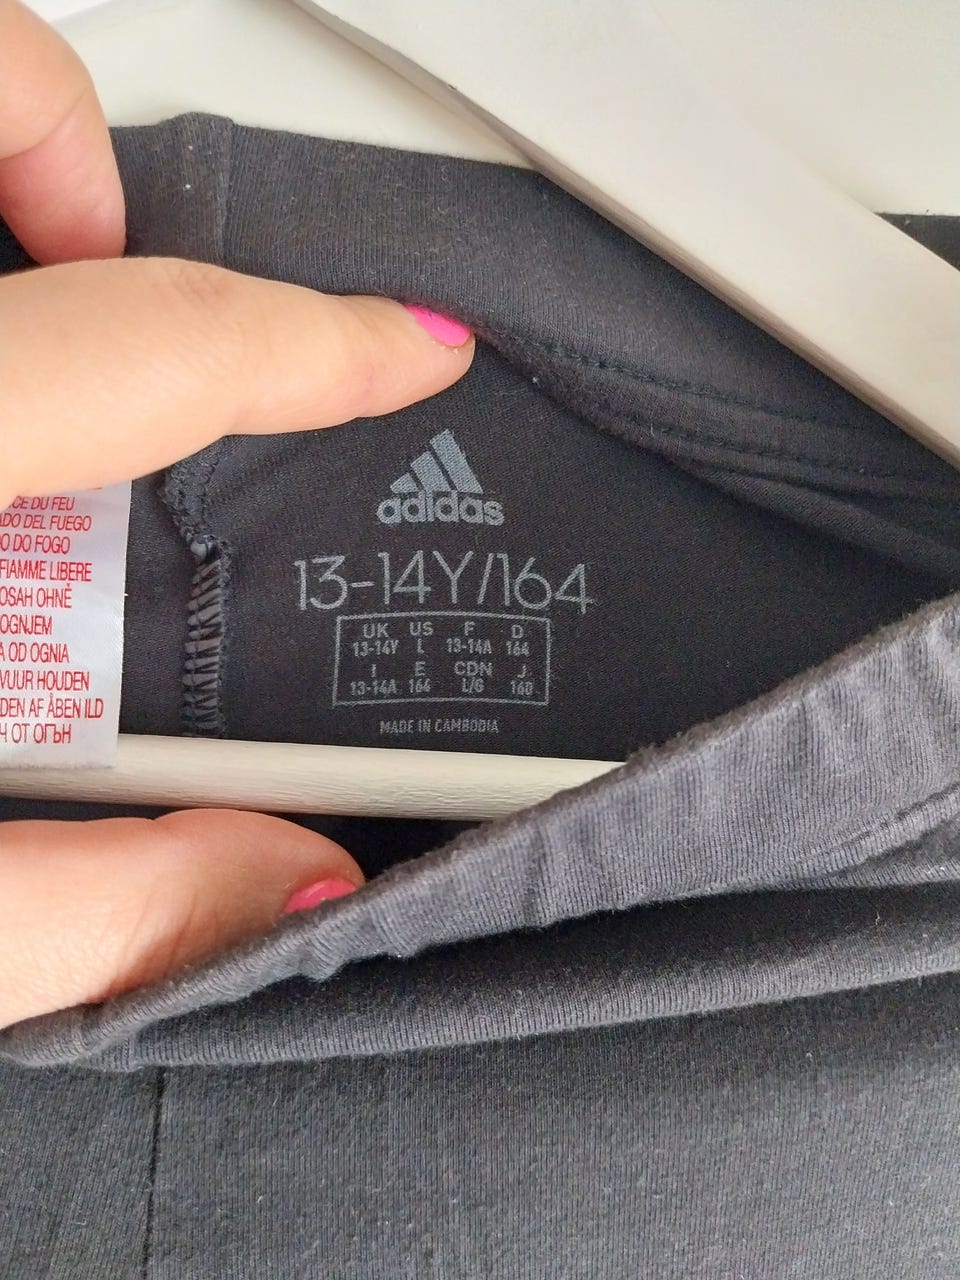 CE DU FEU
ADO DEL FUEGO
DO FOGO
FIAMME LIBERE
OSAH OHNĚ
OGNJEM
A OD OGNIA
VUUR HOUDEN
DEN AF ÅBEN ILD
Ч ОТ ОГЪН
adidas
13-14Y/164
UK US F D
13-14Y L 13-14A 164
I E CDN J
13-14A 164 L/G 160
MADE IN CAMBODIA